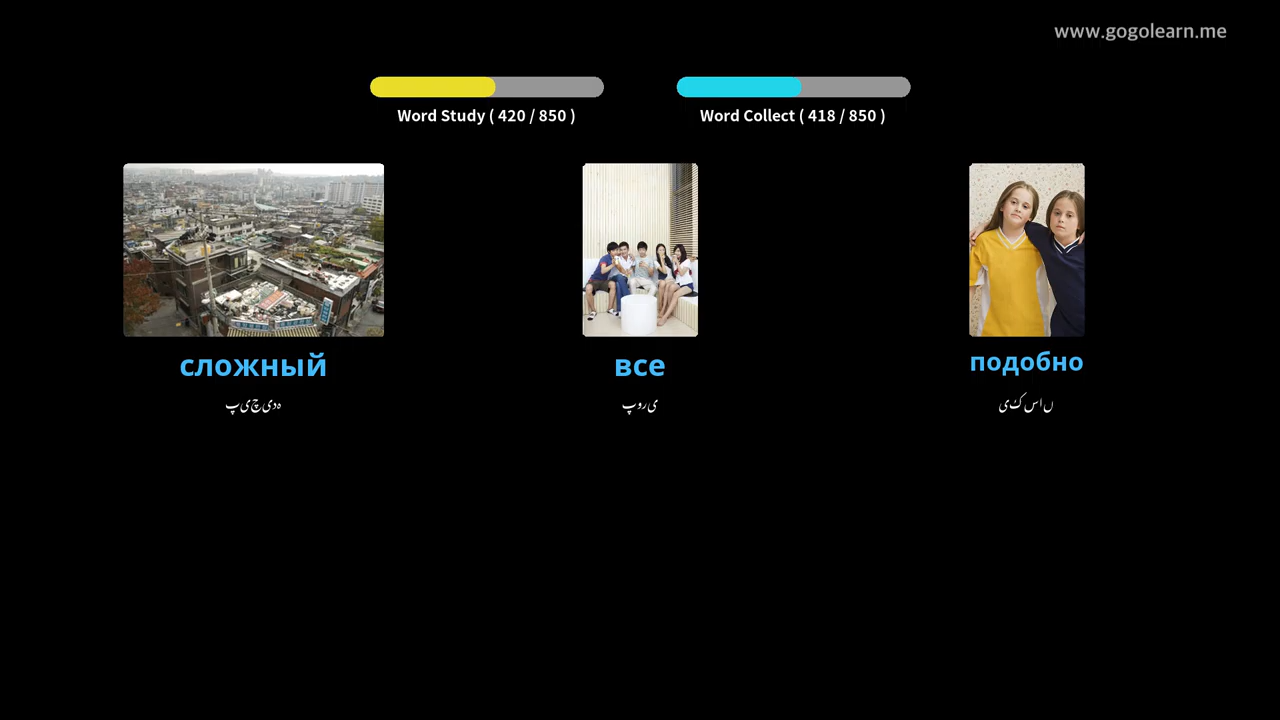 www.gogolearn.me
Word Study ( 420 / 850 )
Word Collect ( 418 / 850 )
сложный
все
подобно
پیچیدہ
پوری
یکساں